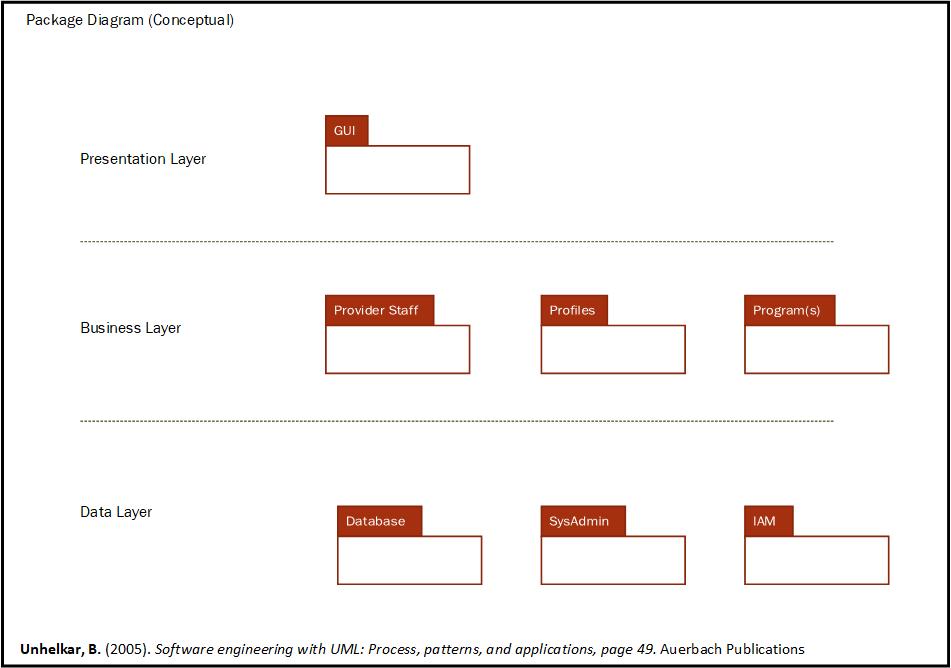 Package Diagram (Conceptual)
GUI
Presentation Layer
Provider Staff
Profiles
Program(s)
Business Layer
Database
SysAdmin
IAM
Data Layer
Unhelkar, B. (2005). Software engineering with UML: Process, patterns, and applications, page 49. Auerbach Publications